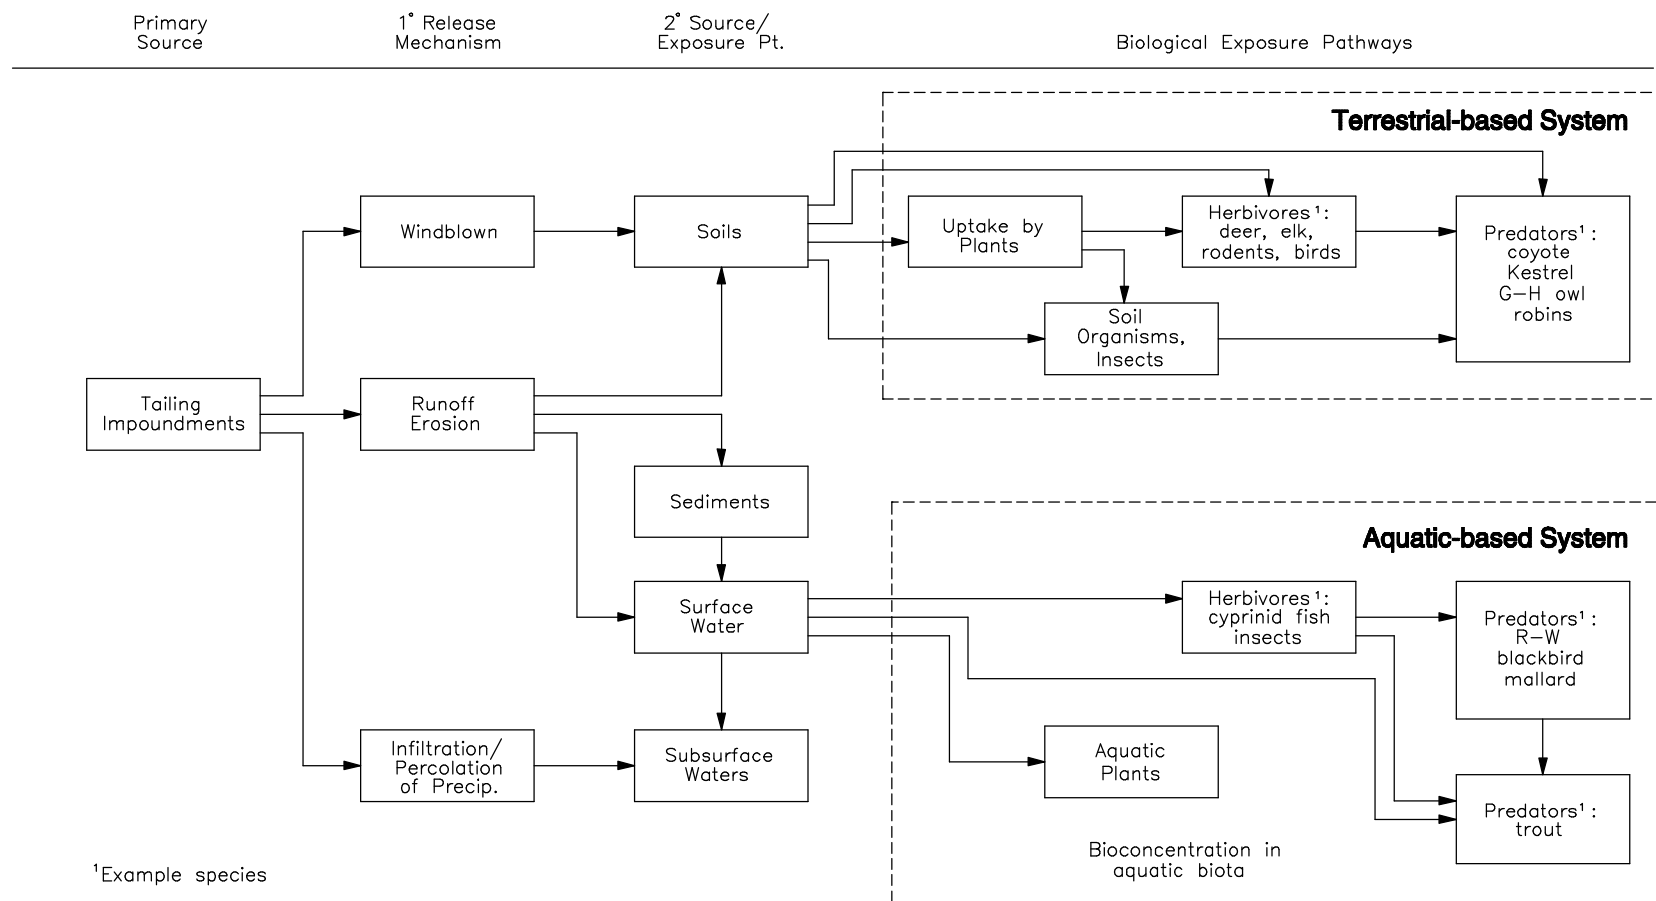 Primary
Source
1° Release
Mechanism
2° Source/
Exposure Pt.
Biological Exposure Pathways
Terrestrial-based System
Windblown
Soils
Uptake by
Plants
Herbivores¹:
deer, elk,
rodents, birds
Predators¹:
coyote
Kestrel
G-H owl
robins
Soil
Organisms,
Insects
Tailing
Impoundments
Runoff
Erosion
Sediments
Aquatic-based System
Surface
Water
Herbivores¹:
cyprinid fish
insects
Predators¹:
R-W
blackbird
mallard
Infiltration/
Percolation
of Precip.
Subsurface
Waters
Aquatic
Plants
Predators¹:
trout
Bioconcentration in
aquatic biota
¹Example species